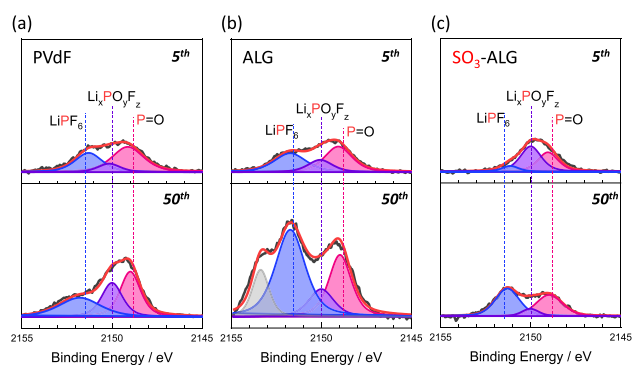 (a)
PVdF
5th
LixPOyFz
LiPF6
P=O
50th
2155
2150
2145
Binding Energy / eV
(b)
ALG
5th
LixPOyFz
LiPF6
P=O
50th
2155
2150
2145
Binding Energy / eV
(c)
SO3-ALG
5th
LixPOyFz
LiPF6
P=O
50th
2155
2150
2145
Binding Energy / eV